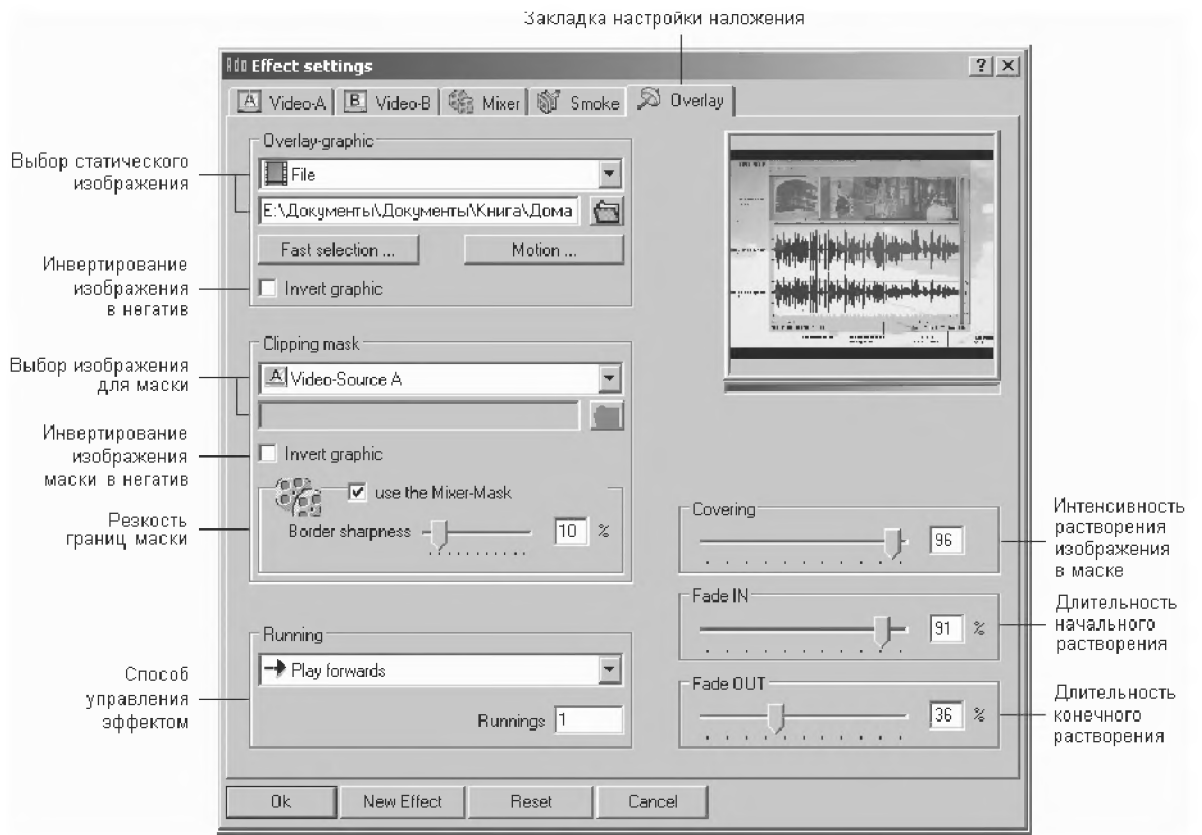 Закладка настройки наложения
Effect settings
Video-A
Video-B
Mixer
Smoke
Overlay
Выбор статического
изображения
Overlay-graphic
File
E:\Документы\Документы\Книга\Дома
Fast selection ...
Motion ...
Инвертирование
изображения
в негатив
Invert graphic
Выбор изображения
для маски
Clipping mask
Video-Source A
Инвертирование
изображения
маски в негатив
Invert graphic
use the Mixer-Mask
Резкость
границ маски
Border sharpness
10 %
Способ
управления
эффектом
Running
Play forwards
Runnings 1
Covering
96
Интенсивность
растворения
изображения
в маске
Fade IN
91 %
Длительность
начального
растворения
Fade OUT
36 %
Длительность
конечного
растворения
Ok
New Effect
Reset
Cancel